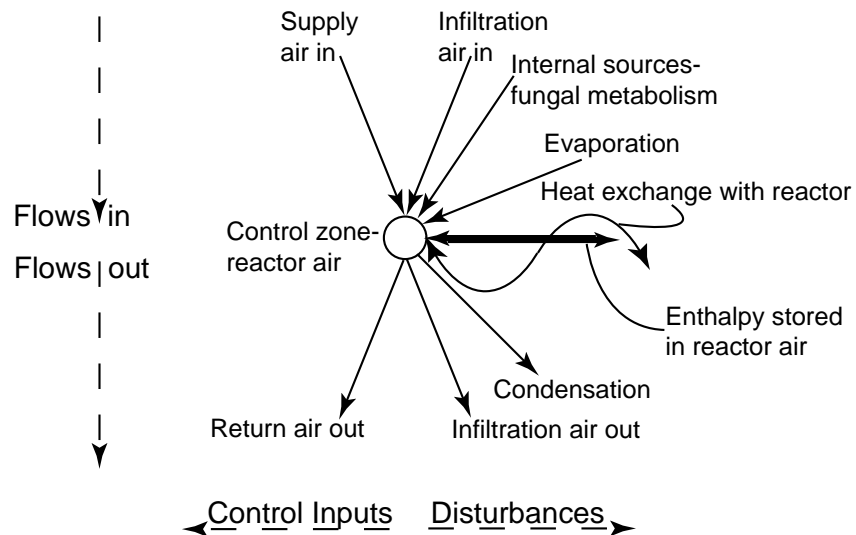 Supply
air in
Infiltration
air in
Internal sources-
fungal metabolism
Evaporation
Heat exchange with reactor
Flows in
Control zone-
reactor air
Flows out
Enthalpy stored
in reactor air
Condensation
Return air out
Infiltration air out
Control Inputs
Disturbances